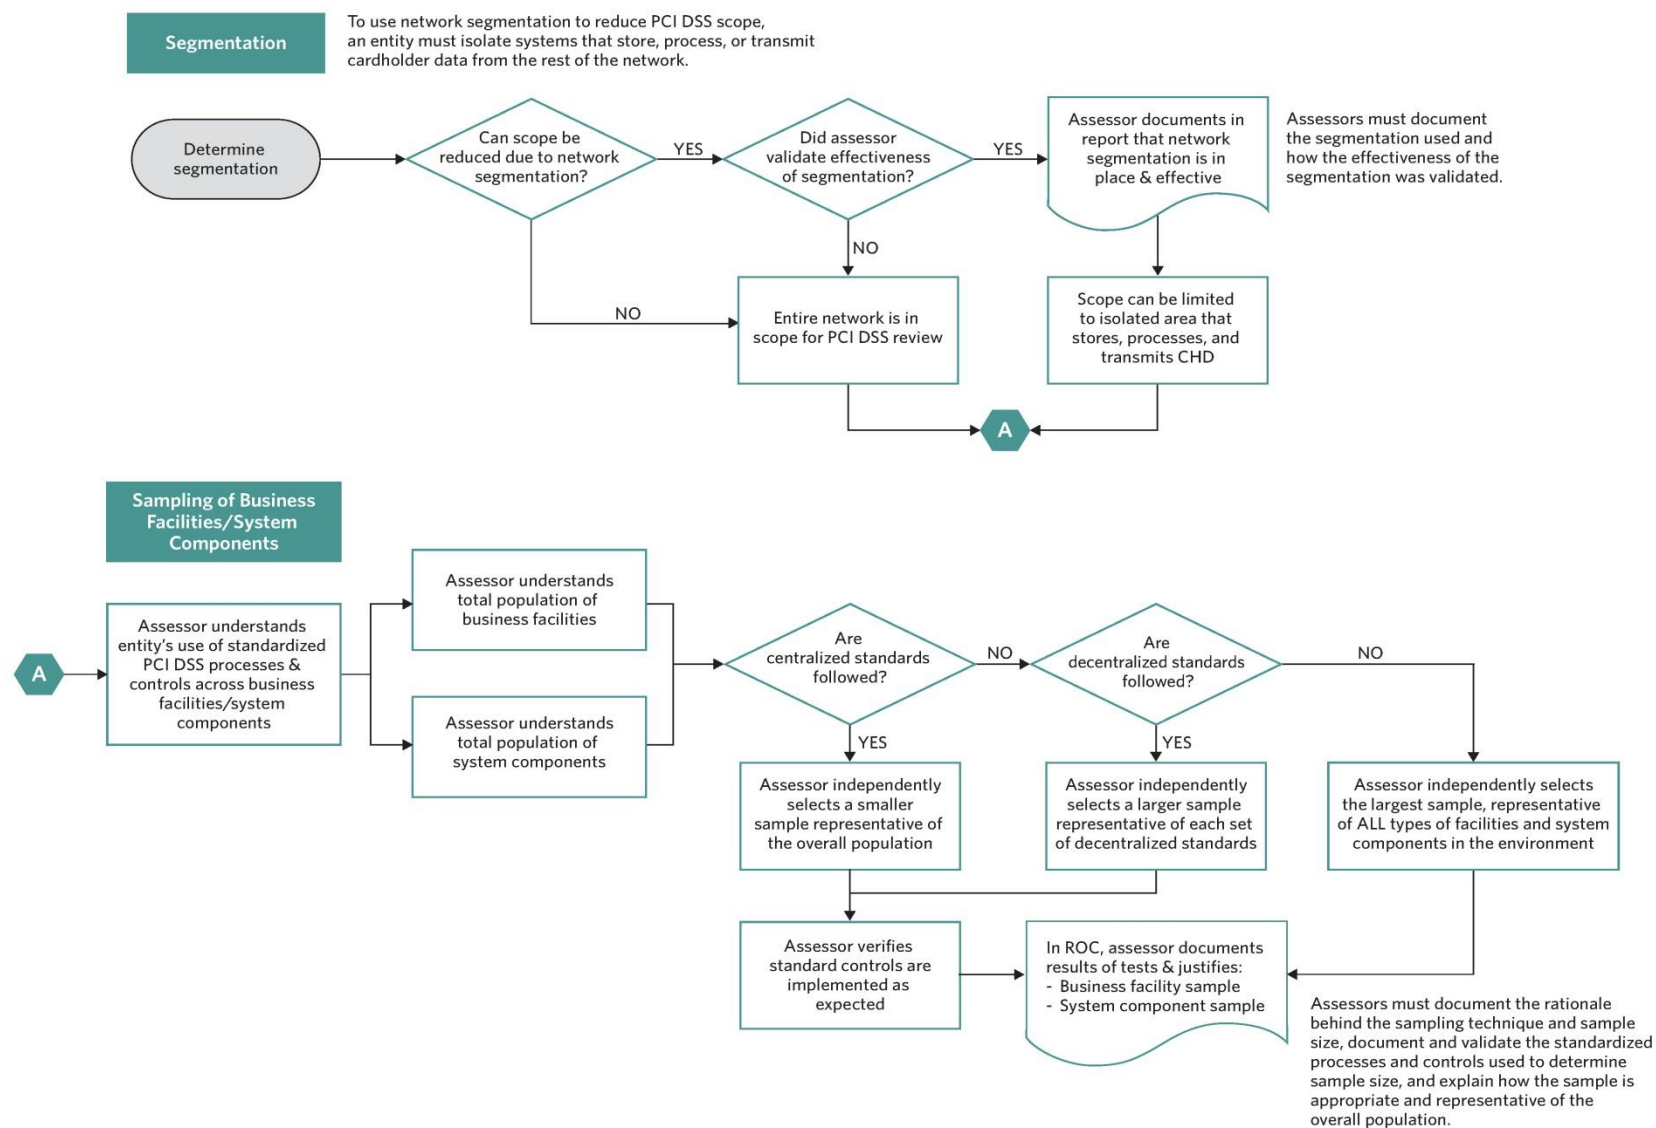 Segmentation
To use network segmentation to reduce PCI DSS scope,
an entity must isolate systems that store, process, or transmit
cardholder data from the rest of the network.
Determine
segmentation
Can scope be
reduced due to network
segmentation?
YES
Did assessor
validate effectiveness
of segmentation?
YES
Assessor documents in
report that network
segmentation is in
place & effective
Assessors must document
the segmentation used and
how the effectiveness of the
segmentation was validated.
NO
NO
Entire network is in
scope for PCI DSS review
Scope can be limited
to isolated area that
stores, processes, and
transmits CHD
A
Sampling of Business
Facilities/System
Components
A
Assessor understands
entity’s use of standardized
PCI DSS processes &
controls across business
facilities/system
components
Assessor understands
total population of
business facilities
Assessor understands
total population of
system components
Are
centralized standards
followed?
NO
Are
decentralized standards
followed?
NO
YES
YES
Assessor independently
selects a smaller
sample representative of
the overall population
Assessor independently
selects a larger sample
representative of each set
of decentralized standards
Assessor independently selects
the largest sample, representative
of ALL types of facilities and system
components in the environment
Assessor verifies
standard controls are
implemented as
expected
In ROC, assessor documents
results of tests & justifies:
- Business facility sample
- System component sample
Assessors must document the rationale
behind the sampling technique and sample
size, document and validate the standardized
processes and controls used to determine
sample size, and explain how the sample is
appropriate and representative of the
overall population.